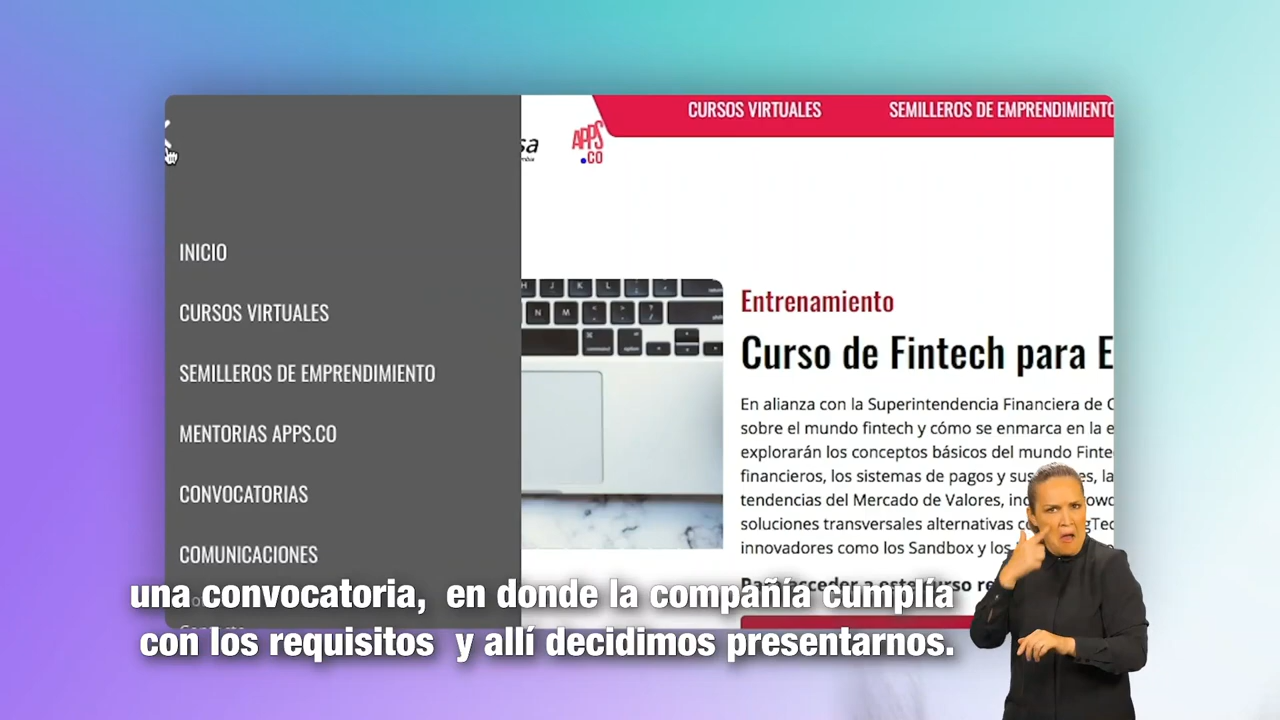 CURSOS VIRTUALES
SEMILLEROS DE EMPRENDIMIENTO
sa
APPS
.CO
INICIO
CURSOS VIRTUALES
SEMILLEROS DE EMPRENDIMIENTO
MENTORIAS APPS.CO
CONVOCATORIAS
COMUNICACIONES
Entrenamiento
Curso de Fintech para E
En alianza con la Superintendencia Financiera de C
sobre el mundo fintech y cómo se enmarca en la e
explorarán los conceptos básicos del mundo Finte
financieros, los sistemas de pagos y sus
tendencias del Mercado de Valores,
soluciones transversales alternativas
innovadores como los Sandbox y los
una convocatoria, en donde la compañía cumplía
con los requisitos y allí decidimos presentarnos.